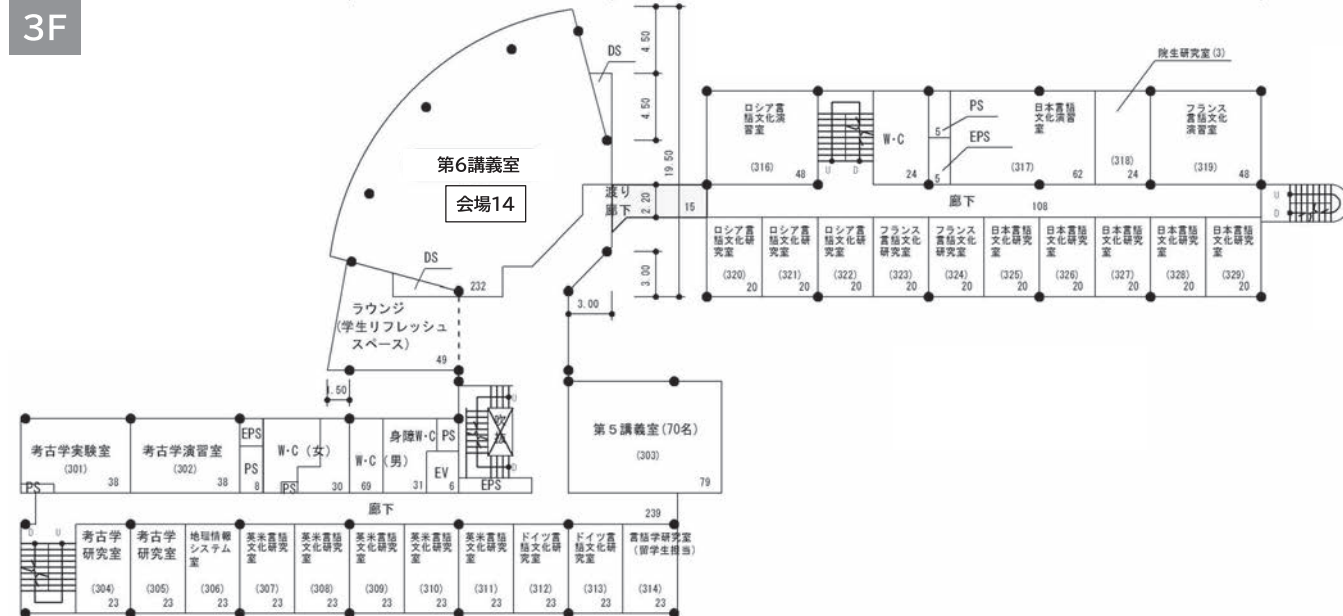 3F
DS
4.50
4.50
19.50
2.20
3.00
3.00
1.50
第6講義室
会場14
渡り
廊下
15
DS
232
ラウンジ
(学生リフレッシュ
スペース)
49
院生研究室(3)
ロシア言
語文化演
習室
(316)
48
U D
W・C
24
PS
5
EPS
5
日本言語
文化演習
室
(317)
62
(318)
24
フランス
言語文化
演習室
(319)
48
廊下
108
U
D
ロシア言
語文化研
究室
(320)
20
ロシア言
語文化研
究室
(321)
20
ロシア言
語文化研
究室
(322)
20
フランス
言語文化
研究室
(323)
20
フランス
言語文化
研究室
(324)
20
日本言語
文化研究
室
(325)
20
日本言語
文化研究
室
(326)
20
日本言語
文化研究
室
(327)
20
日本言語
文化研究
室
(328)
20
日本言語
文化研究
室
(329)
20
考古学実験室
(301)
38
PS
考古学演習室
(302)
38
EPS
PS
8
W・C (女)
PS
30
W・C (男)
69
身障W・C
31
PS
EV
6
吹抜
U
D
EPS
第5講義室(70名)
(303)
79
廊下
239
D U
考古学
研究室
(304)
23
考古学
研究室
(305)
23
地理情報
システム
室
(306)
23
英米言語
文化研究
室
(307)
23
英米言語
文化研究
室
(308)
23
英米言語
文化研究
室
(309)
23
英米言語
文化研究
室
(310)
23
英米言語
文化研究
室
(311)
23
ドイツ言
語文化研
究室
(312)
23
ドイツ言
語文化研
究室
(313)
23
言語学研究室
(留学生担当)
(314)
23